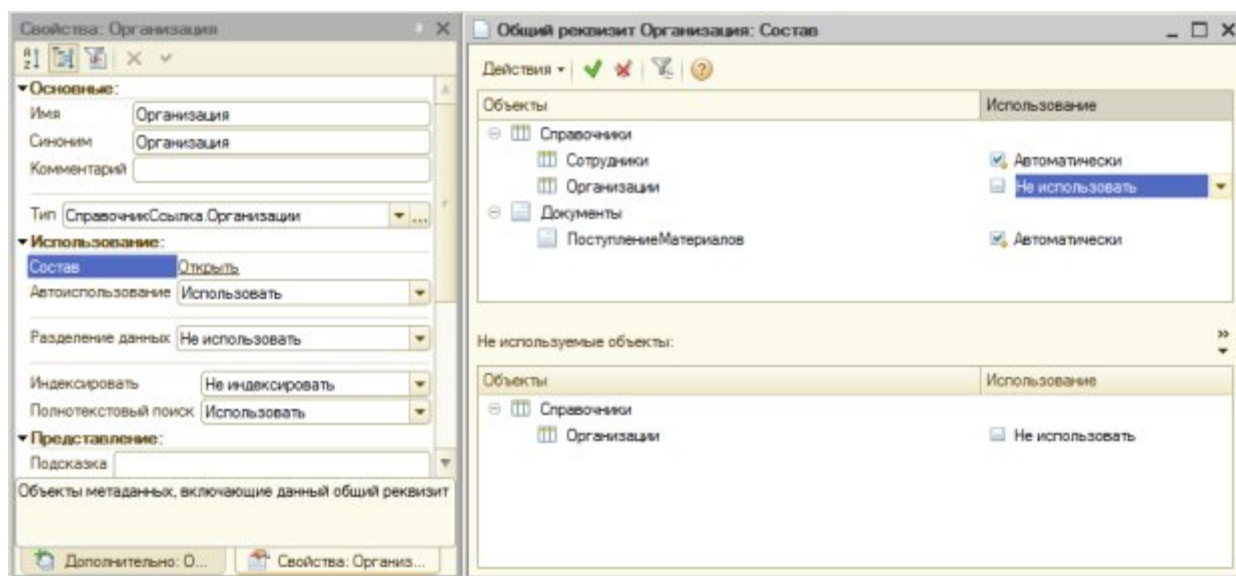 Свойства: Организация
Основные:
Имя Организация
Синоним Организация
Комментарий
Тип СправочникСсылка.Организации ...
Использование:
Состав Открыть
Автоиспользование Использовать
Разделение данных Не использовать
Индексировать Не индексировать
Полнотекстовый поиск Использовать
Представление:
Подсказка
Объекты метаданных, включающие данный общий реквизит
Дополнительно: О... Свойства: Организ...
Общий реквизит Организация: Состав
Действия
Объекты Использование
Справочники
Сотрудники Автоматически
Организации Не использовать
Документы
ПоступлениеМатериалов Автоматически
Не используемые объекты:
Объекты Использование
Справочники
Организации Не использовать